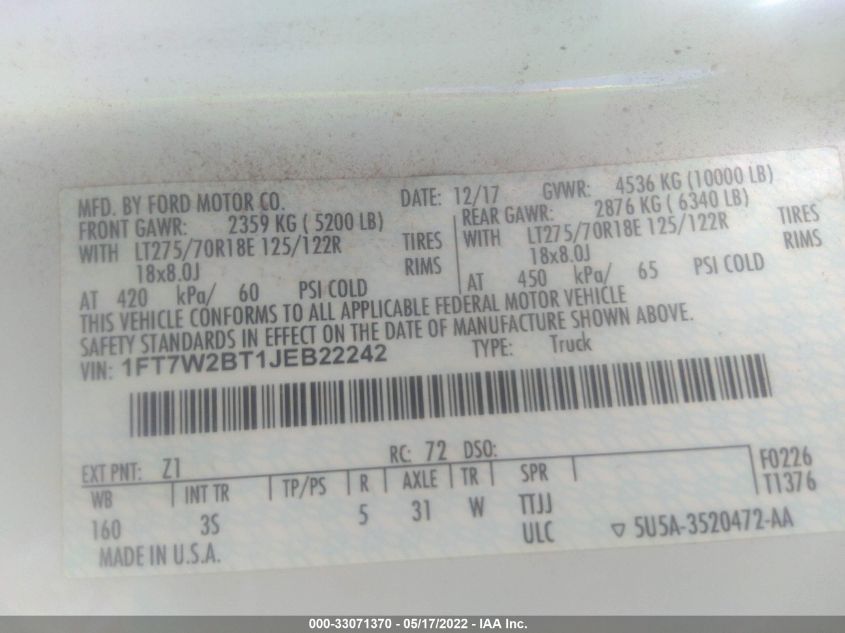 MFD. BY FORD MOTOR CO. DATE: 12/17 GVWR: 4536 KG (10000 LB)
FRONT GAWR: 2359 KG ( 5200 LB) REAR GAWR: 2876 KG ( 6340 LB)
WITH LT275/70R18E 125/122R TIRES WITH LT275/70R18E 125/122R TIRES
18x8.0J RIMS 18x8.0J RIMS
AT 420 kPa/ 60 PSI COLD AT 450 kPa/ 65 PSI COLD
THIS VEHICLE CONFORMS TO ALL APPLICABLE FEDERAL MOTOR VEHICLE
SAFETY STANDARDS IN EFFECT ON THE DATE OF MANUFACTURE SHOWN ABOVE.
VIN: 1FT7W2BT1JEB22242 TYPE: Truck
EXT PNT: Z1 RC: 72 DSO:
WB INT TR TP/PS R AXLE TR SPR F0226
160 3S 5 31 W TTJJ T1376
ULC
MADE IN U.S.A. 5U5A-3520472-AA
000-33071370 - 05/17/2022 - IAA Inc.